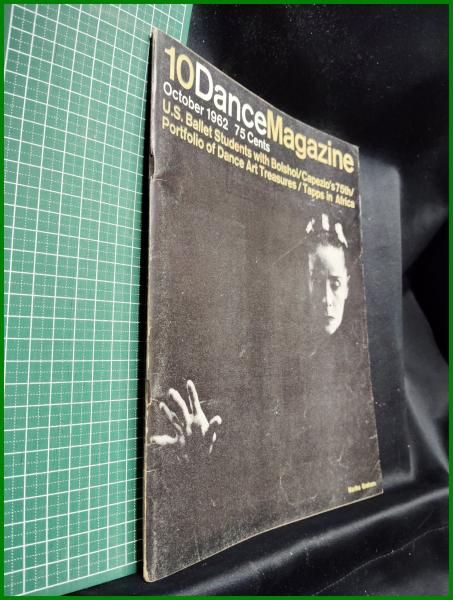 10DanceMagazine
October 1962 75 Cents
U.S. Ballet Students with Bolshoi/Capezio's 75th/
Portfolio of Dance Art Treasures/Tapps in Africa
Martha Graham